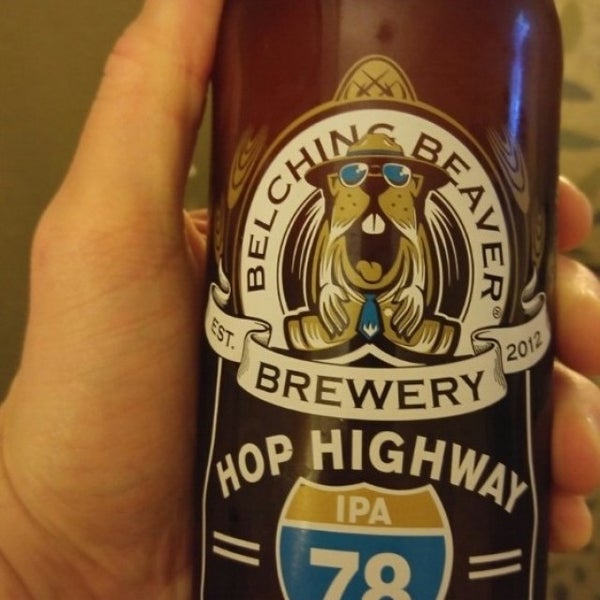 BELCHING BEAVER®
EST. 2012
BREWERY
HOP HIGHWAY
IPA
78